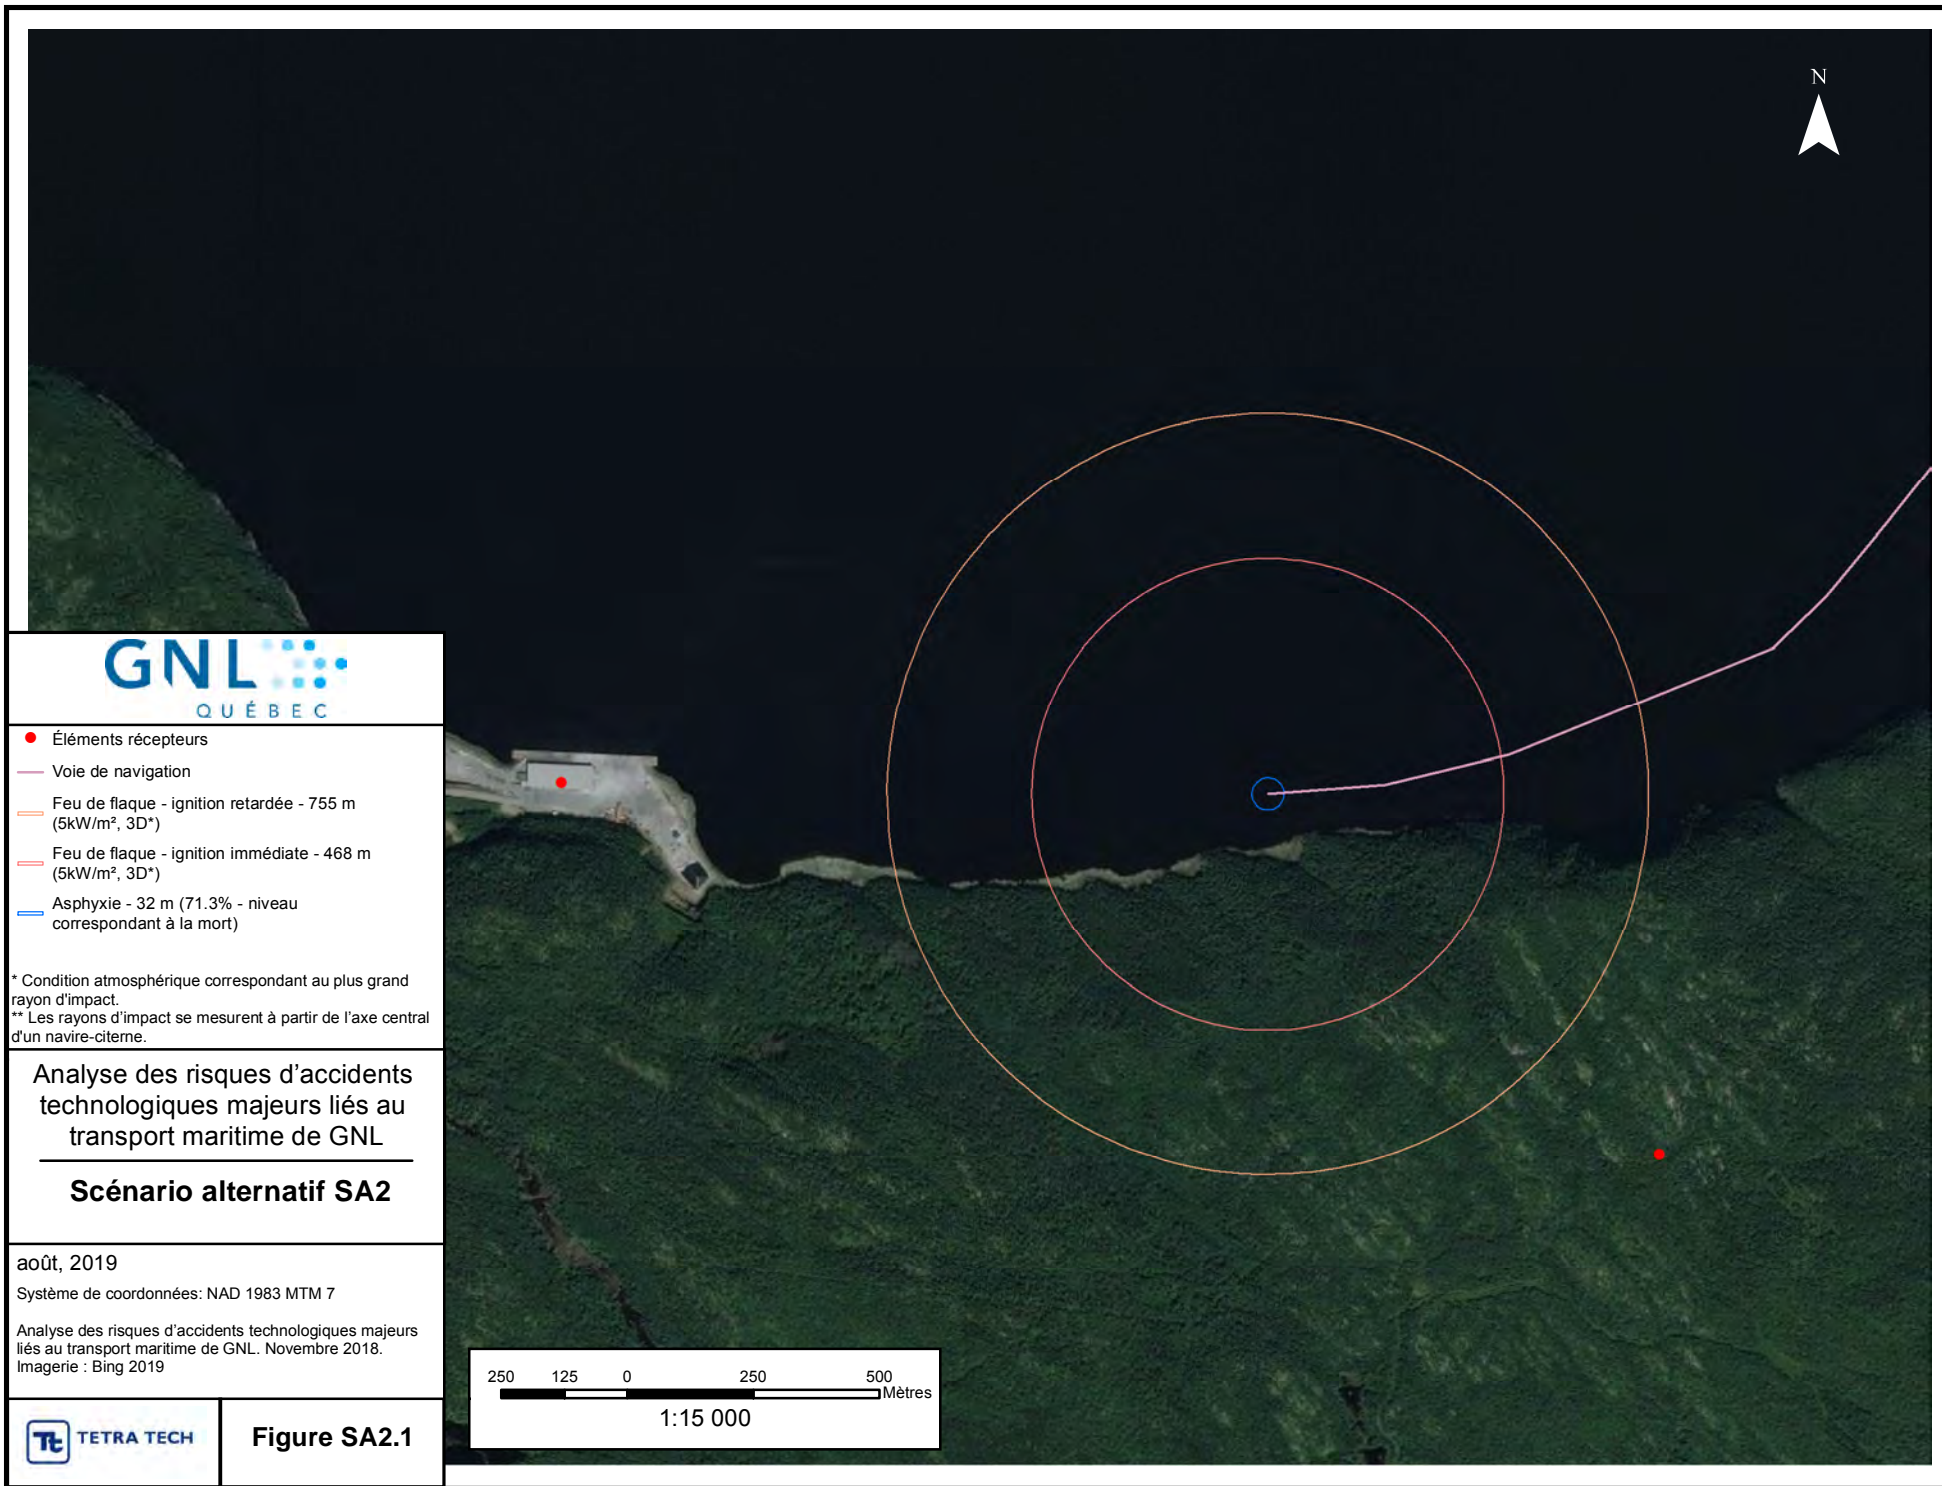 N
GNL
QUÉBEC
Éléments récepteurs
Voie de navigation
Feu de flaque - ignition retardée - 755 m
(5kW/m², 3D*)
Feu de flaque - ignition immédiate - 468 m
(5kW/m², 3D*)
Asphyxie - 32 m (71.3% - niveau
correspondant à la mort)
* Condition atmosphérique correspondant au plus grand
rayon d'impact.
** Les rayons d’impact se mesurent à partir de l’axe central
d'un navire-citerne.
Analyse des risques d’accidents
technologiques majeurs liés au
transport maritime de GNL
Scénario alternatif SA2
août, 2019
Système de coordonnées: NAD 1983 MTM 7
Analyse des risques d’accidents technologiques majeurs
liés au transport maritime de GNL. Novembre 2018.
Imagerie : Bing 2019
Tt TETRA TECH
Figure SA2.1
250 125 0 250 500
Mètres
1:15 000